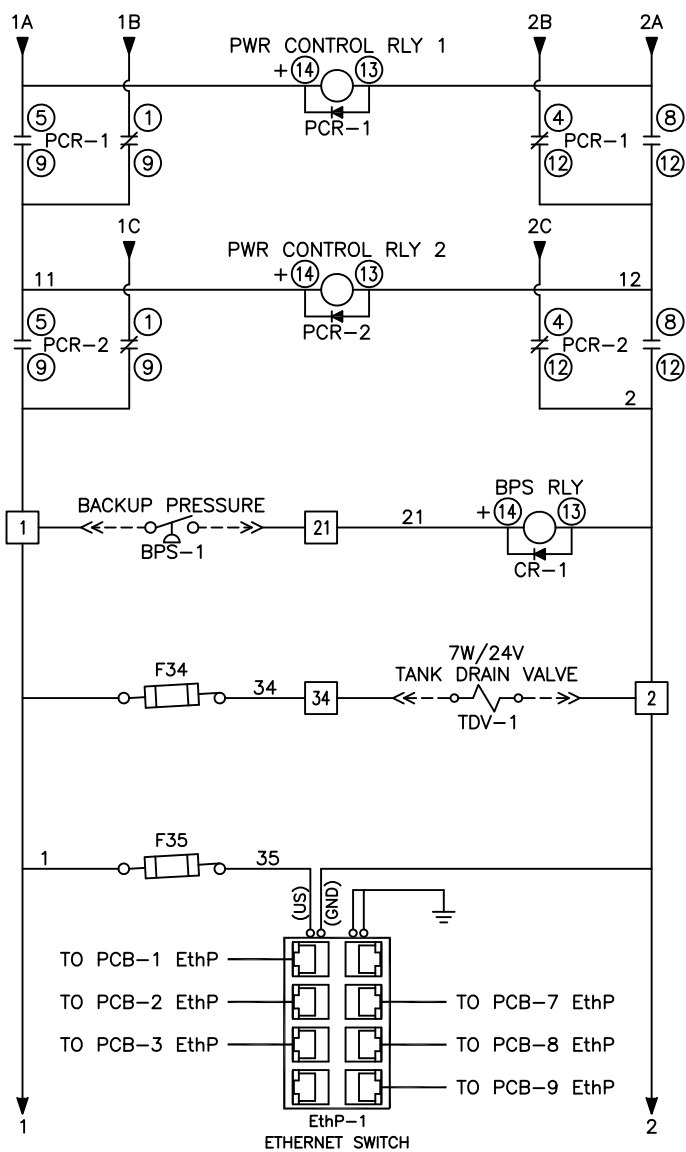 1A 1B 2B 2A
PWR CONTROL RLY 1
+ 14 13
PCR-1
5 1 4 8
PCR-1 PCR-1
9 9 12 12
1C 2C
PWR CONTROL RLY 2
11 + 14 13 12
PCR-2
5 1 4 8
PCR-2 PCR-2
9 9 12 12
2
BACKUP PRESSURE BPS RLY
+ 14 13
1 21 21
BPS-1 CR-1
7W/24V
F34 TANK DRAIN VALVE
34 34 2
TDV-1
F35
1 35
(US) (GND)
TO PCB-1 EthP
TO PCB-2 EthP TO PCB-7 EthP
TO PCB-3 EthP TO PCB-8 EthP
TO PCB-9 EthP
1 EthP-1 2
ETHERNET SWITCH